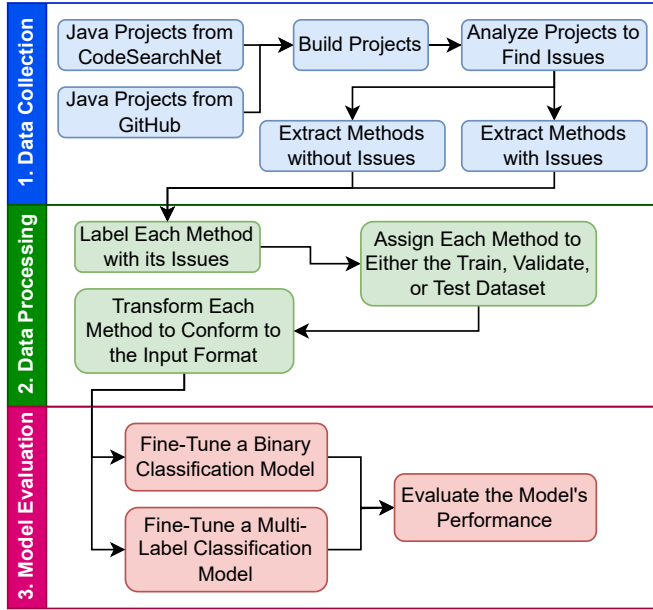 1. Data Collection
Java Projects from
CodeSearchNet
Build Projects
Analyze Projects to
Find Issues
Java Projects from
GitHub
Extract Methods
without Issues
Extract Methods
with Issues
2. Data Processing
Label Each Method
with its Issues
Assign Each Method to
Either the Train, Validate,
or Test Dataset
Transform Each
Method to Conform to
the Input Format
3. Model Evaluation
Fine-Tune a Binary
Classification Model
Fine-Tune a Multi-
Label Classification
Model
Evaluate the Model's
Performance